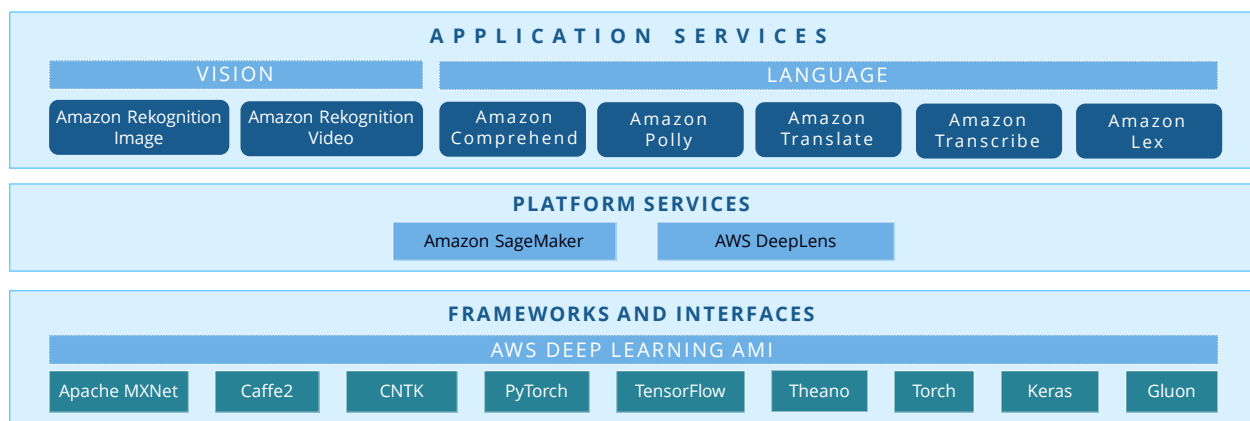 APPLICATION SERVICES
VISION
LANGUAGE
Amazon Rekognition
Image
Amazon Rekognition
Video
Amazon
Comprehend
Amazon
Polly
Amazon
Translate
Amazon
Transcribe
Amazon
Lex
PLATFORM SERVICES
Amazon SageMaker
AWS DeepLens
FRAMEWORKS AND INTERFACES
AWS DEEP LEARNING AMI
Apache MXNet
Caffe2
CNTK
PyTorch
TensorFlow
Theano
Torch
Keras
Gluon